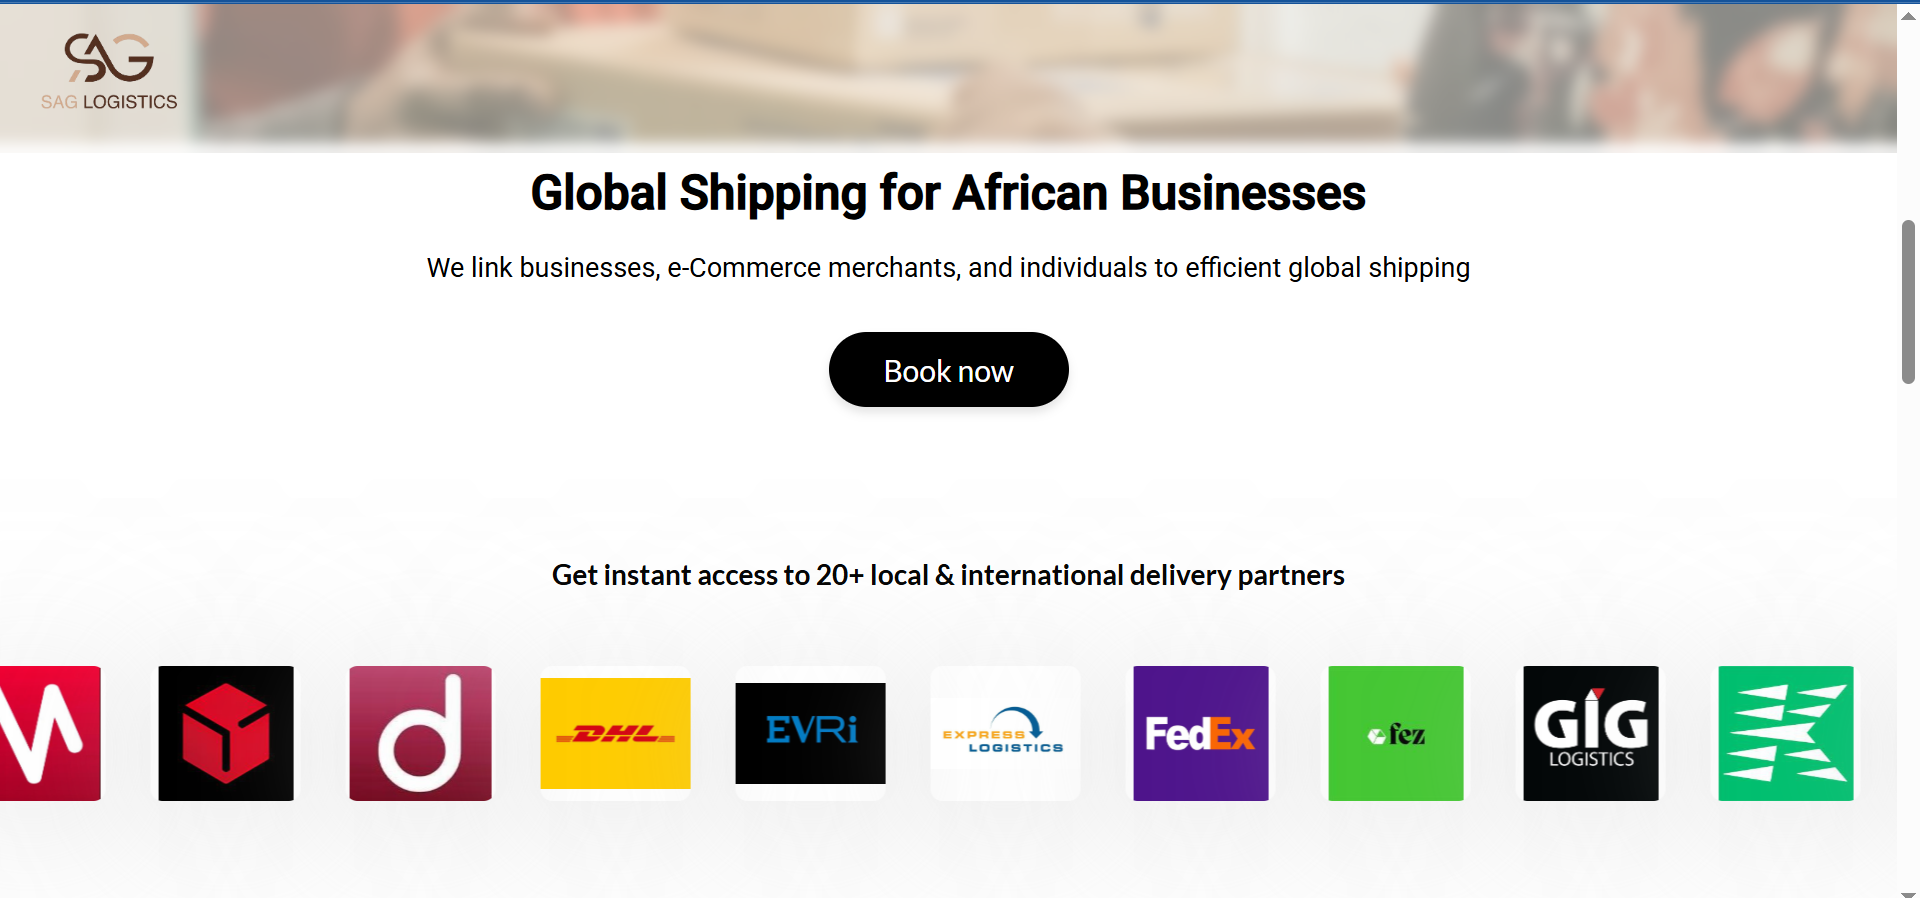 SAG
SAG LOGISTICS
Global Shipping for African Businesses
We link businesses, e-Commerce merchants, and individuals to efficient global shipping
Book now
Get instant access to 20+ local & international delivery partners
d
DHL
EVRi
EXPRESS
LOGISTICS
FedEx
fez
GIG
LOGISTICS